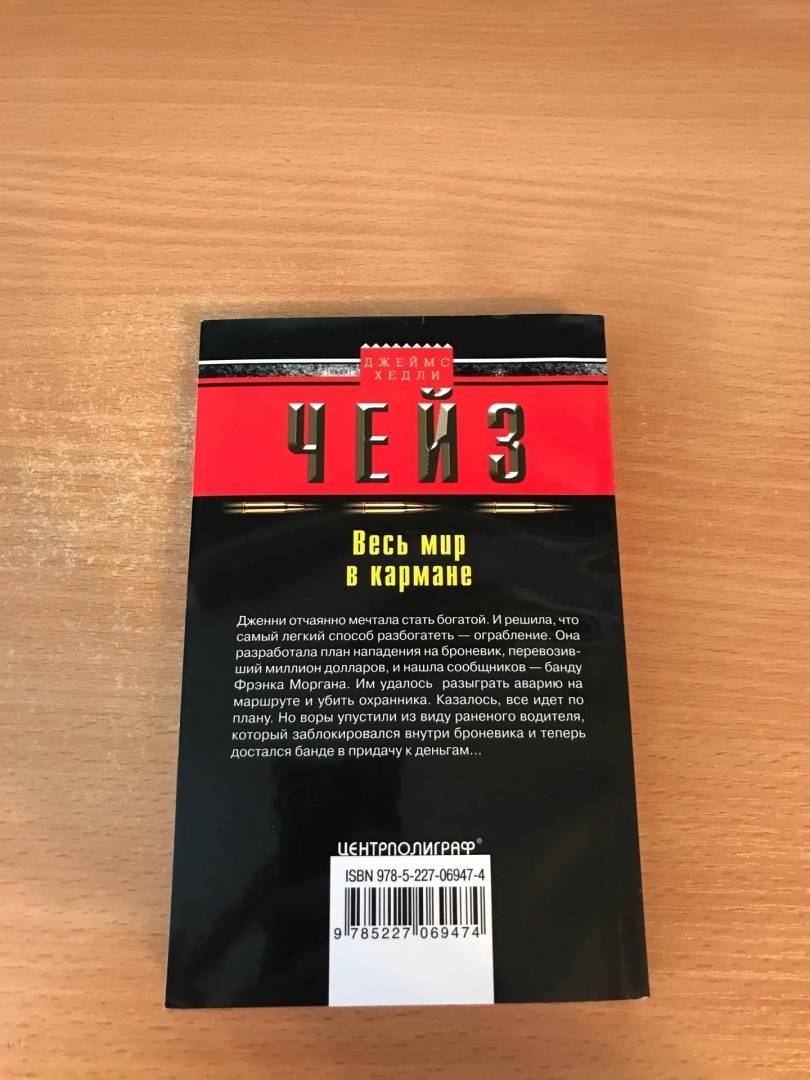 ДЖЕЙМС
ХЕДЛИ
ЧЕЙЗ
Весь мир
в кармане
Дженни отчаянно мечтала стать богатой. И решила, что
самый легкий способ разбогатеть — ограбление. Она
разработала план нападения на броневик, перевозив-
ший миллион долларов, и нашла сообщников — банду
Фрэнка Моргана. Им удалось разыграть аварию на
маршруте и убить охранника. Казалось, все идет по
плану. Но воры упустили из виду раненого водителя,
который заблокировался внутри броневика и теперь
достался банде в придачу к деньгам...
ЦЕНТРПОЛИГРАФ®
ISBN 978-5-227-06947-4
9 785227 069474